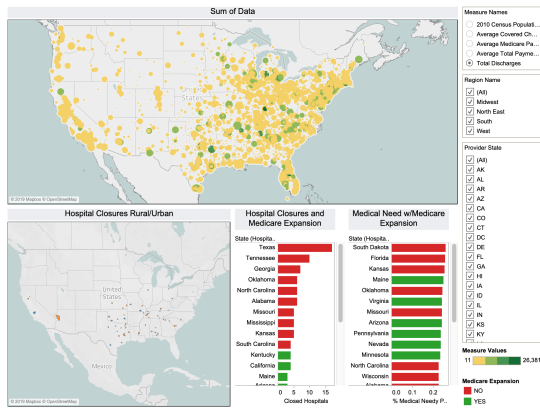 Sum of Data
States
© 2019 Mapbox © OpenStreetMap
Measure Names
2010 Census Populati...
Average Covered Ch...
Average Medicare Pa...
Average Total Payme...
Total Discharges
Region Name
(All)
Midwest
North East
South
West
Provider State
(All)
AK
AL
AR
AZ
CA
CO
CT
DC
DE
FL
GA
HI
IA
ID
IL
IN
KS
KY
Measure Values
11
26,381
Medicare Expansion
NO
YES
Hospital Closures Rural/Urban
United
States
Mexico
© 2019 Mapbox © OpenStreetMap
Hospital Closures and
Medicare Expansion
State (Hospita..
Texas
Tennessee
Georgia
Oklahoma
North Carolina
Alabama
Missouri
Mississippi
Kansas
South Carolina
Kentucky
California
Maine
0 5 10 15
Closed Hospitals
Medical Need w/Medicare
Expansion
State (Hospita..
South Dakota
Florida
Kansas
Maine
Oklahoma
Virginia
Missouri
Arizona
Pennsylvania
Nevada
Minnesota
North Carolina
Wisconsin
0.0 0.1 0.2
% Medical Needy P..